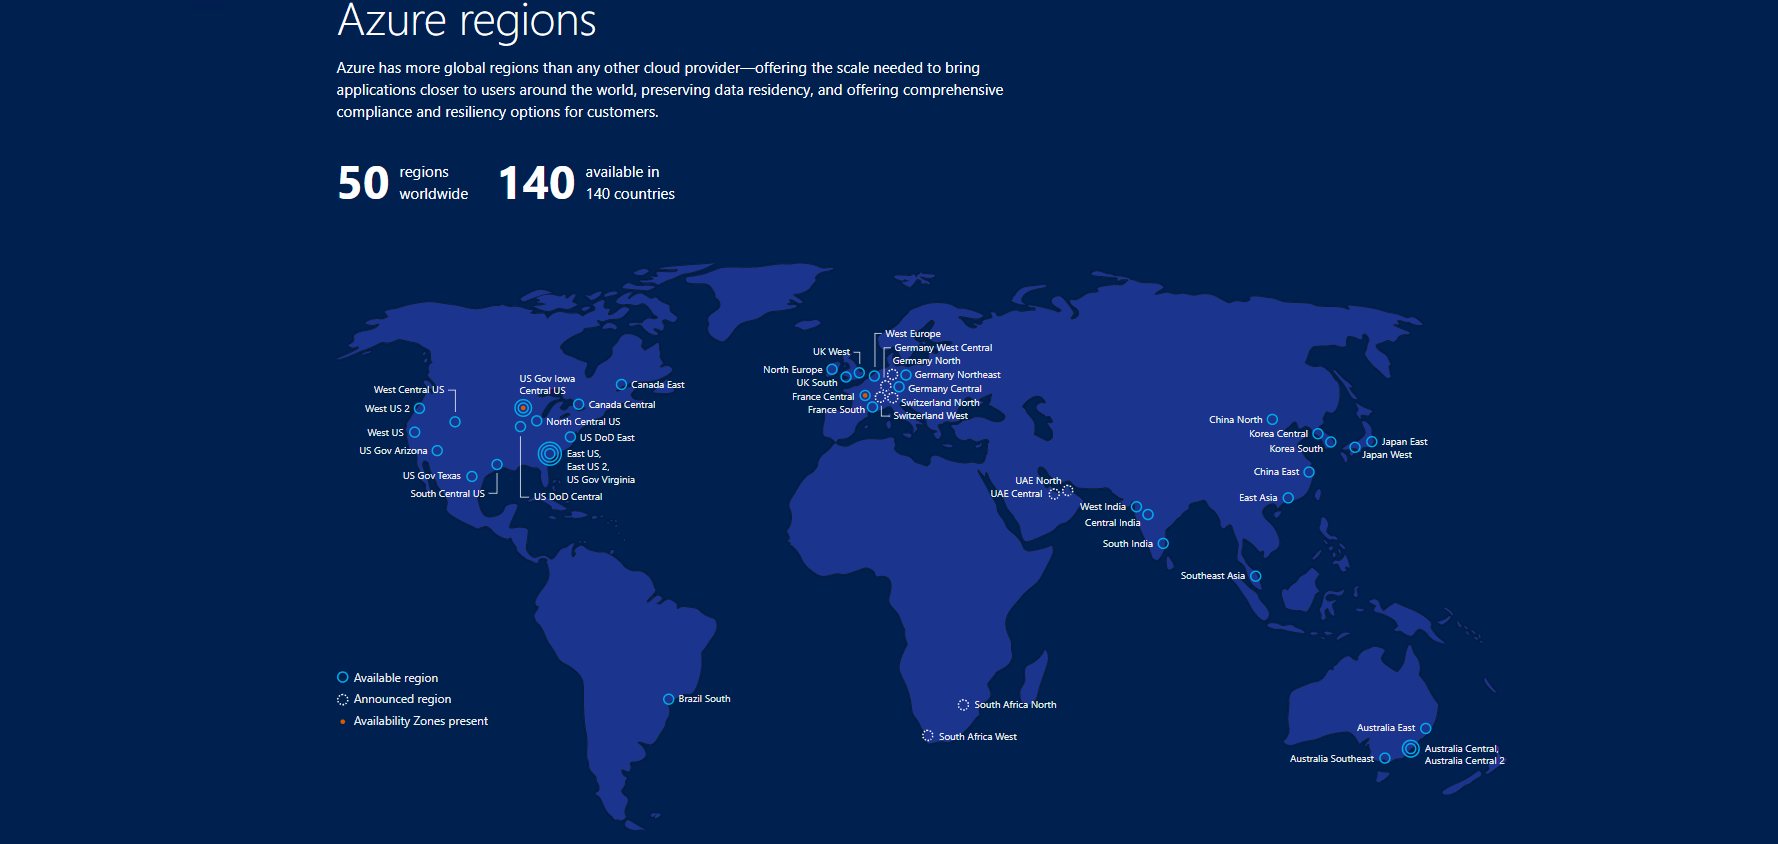 Azure regions
Azure has more global regions than any other cloud provider—offering the scale needed to bring
applications closer to users around the world, preserving data residency, and offering comprehensive
compliance and resiliency options for customers.
50 regions worldwide
140 available in 140 countries
West Europe
Germany West Central
Germany North
UK West
North Europe
Germany Northeast
UK South
Germany Central
France Central
Switzerland North
France South
Switzerland West
US Gov Iowa
Central US
Canada East
West Central US
Canada Central
West US 2
North Central US
West US
US DoD East
US Gov Arizona
East US,
East US 2,
US Gov Virginia
US Gov Texas
South Central US
US DoD Central
China North
Korea Central
Japan East
Korea South
Japan West
China East
UAE North
UAE Central
East Asia
West India
Central India
South India
Southeast Asia
Available region
Announced region
Availability Zones present
Brazil South
South Africa North
South Africa West
Australia East
Australia Central,
Australia Central 2
Australia Southeast